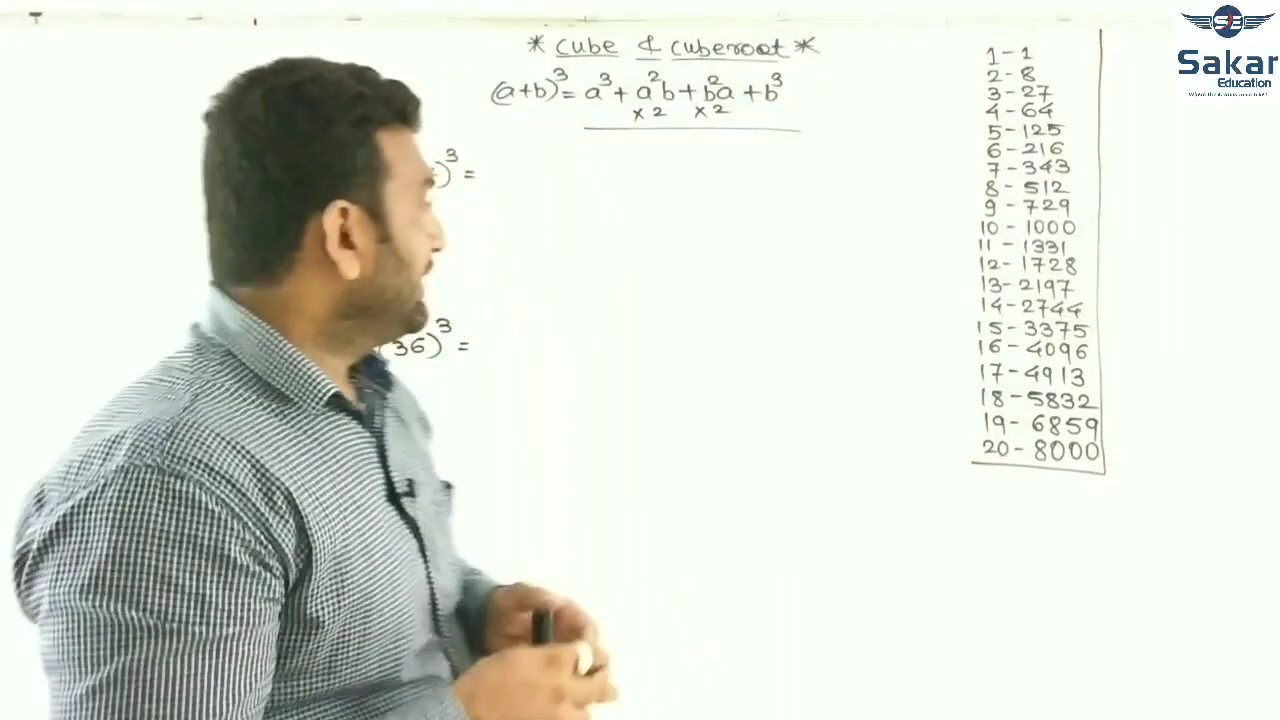 * cube & cuberoot *
(a+b)³ = a³ + a²b + b²a + b³
×2 ×2
)³ =
(36)³ =
1 - 1
2 - 8
3 - 27
4 - 64
5 - 125
6 - 216
7 - 343
8 - 512
9 - 729
10 - 1000
11 - 1331
12 - 1728
13 - 2197
14 - 2744
15 - 3375
16 - 4096
17 - 4913
18 - 5832
19 - 6859
20 - 8000
Sakar
Education